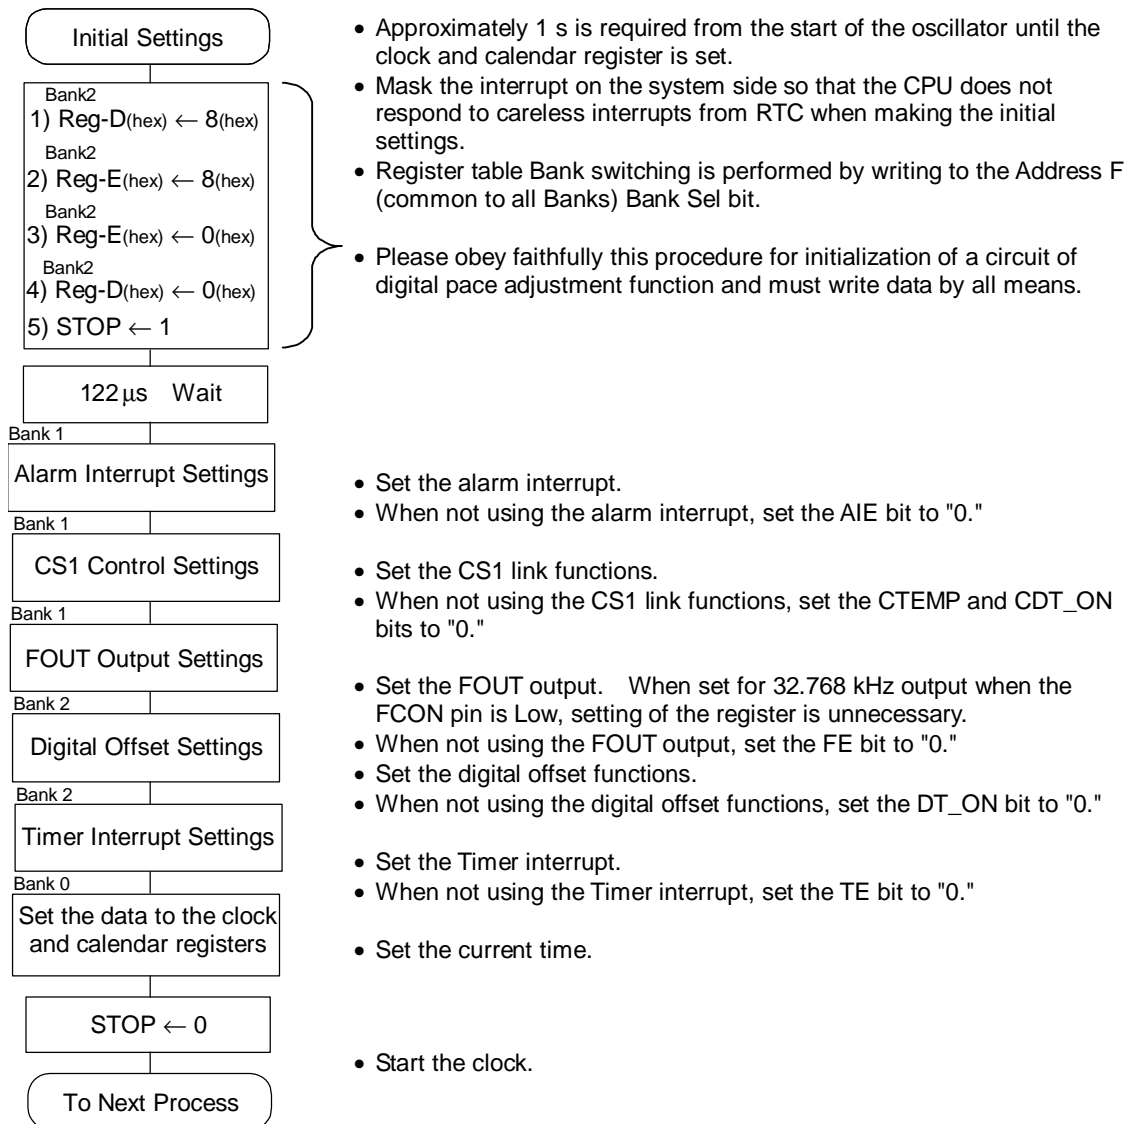 Initial Settings
Bank2
1) Reg-D(hex) ← 8(hex)
Bank2
2) Reg-E(hex) ← 8(hex)
Bank2
3) Reg-E(hex) ← 0(hex)
Bank2
4) Reg-D(hex) ← 0(hex)
5) STOP ← 1
• Approximately 1 s is required from the start of the oscillator until the
clock and calendar register is set.
• Mask the interrupt on the system side so that the CPU does not
respond to careless interrupts from RTC when making the initial
settings.
• Register table Bank switching is performed by writing to the Address F
(common to all Banks) Bank Sel bit.
• Please obey faithfully this procedure for initialization of a circuit of
digital pace adjustment function and must write data by all means.
122 μs Wait
Bank 1
Alarm Interrupt Settings
• Set the alarm interrupt.
• When not using the alarm interrupt, set the AIE bit to "0."
Bank 1
CS1 Control Settings
• Set the CS1 link functions.
• When not using the CS1 link functions, set the CTEMP and CDT_ON
bits to "0."
Bank 1
FOUT Output Settings
• Set the FOUT output. When set for 32.768 kHz output when the
FCON pin is Low, setting of the register is unnecessary.
• When not using the FOUT output, set the FE bit to "0."
Bank 2
Digital Offset Settings
• Set the digital offset functions.
• When not using the digital offset functions, set the DT_ON bit to "0."
Bank 2
Timer Interrupt Settings
• Set the Timer interrupt.
• When not using the Timer interrupt, set the TE bit to "0."
Bank 0
Set the data to the clock
and calendar registers
• Set the current time.
STOP ← 0
• Start the clock.
To Next Process